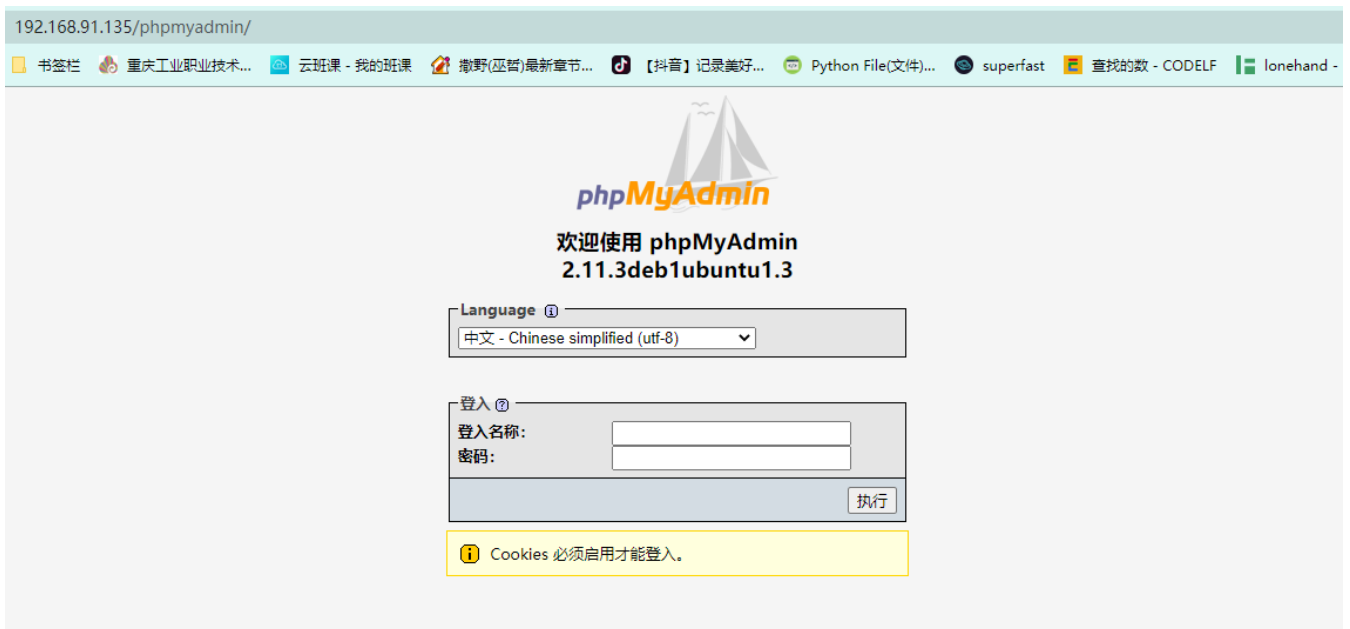 192.168.91.135/phpmyadmin/
书签栏 重庆工业职业技术... 云班课 - 我的班课 撒野(巫哲)最新章节... 【抖音】记录美好... Python File(文件)... superfast 查找的数 - CODELF lonehand -
phpMyAdmin
欢迎使用 phpMyAdmin
2.11.3deb1ubuntu1.3
Language
中文 - Chinese simplified (utf-8)
登入
登入名称:
密码:
执行
Cookies 必须启用才能登入。